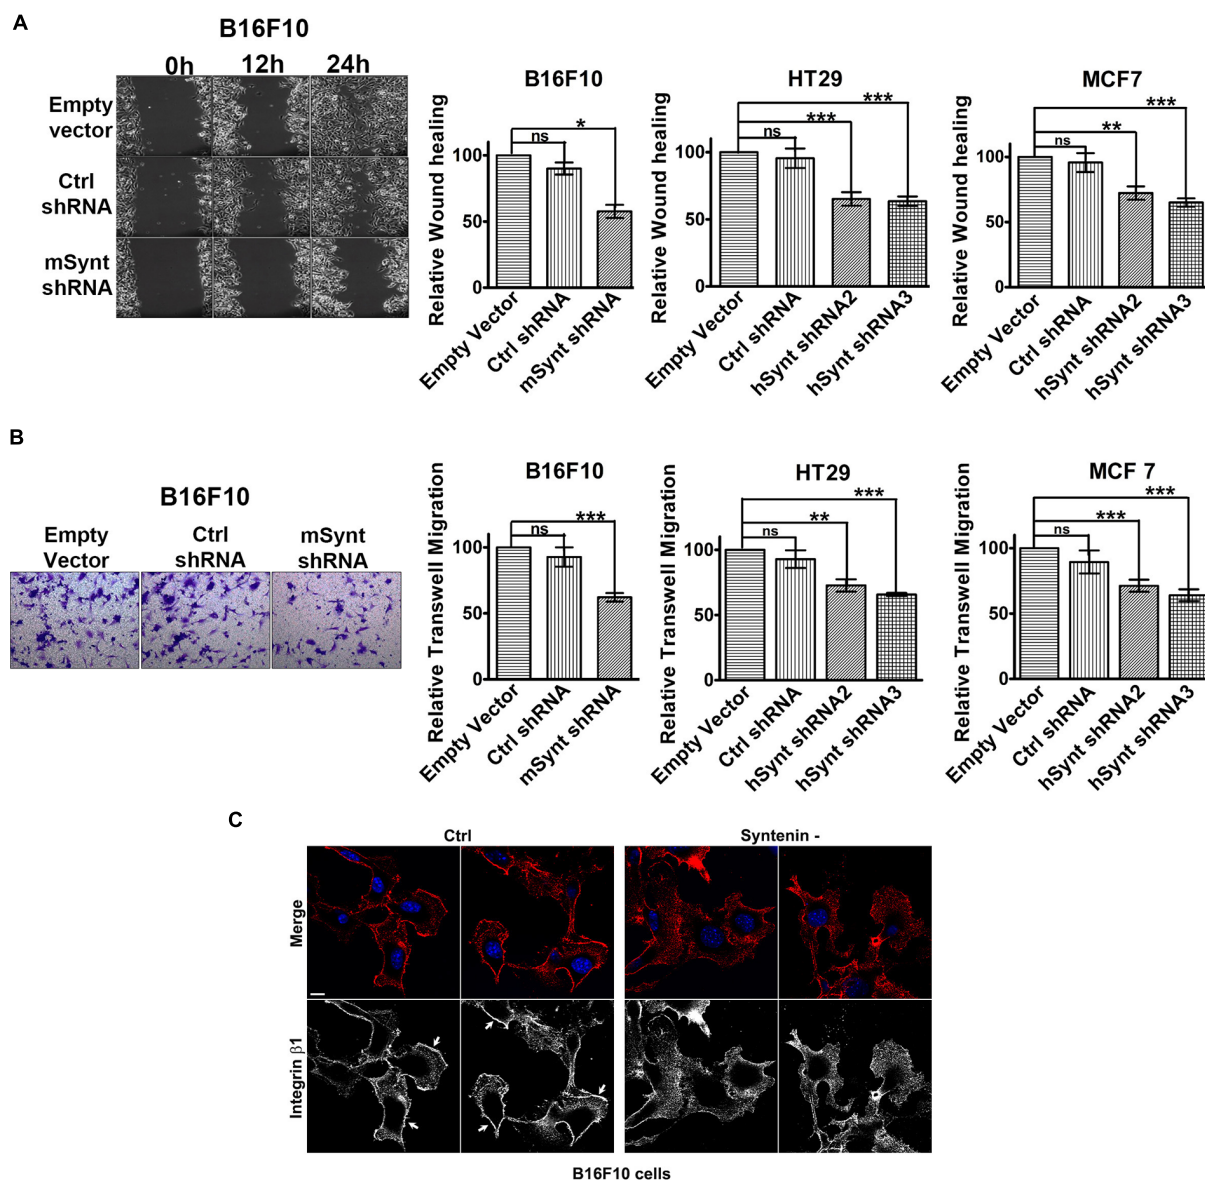 A
B16F10
0h 12h 24h
Empty vector
Ctrl shRNA
mSynt shRNA
B16F10
Relative Wound healing
100
50
0
ns
*
Empty Vector
Ctrl shRNA
mSynt shRNA
HT29
Relative Wound healing
100
50
0
ns
***
***
Empty Vector
Ctrl shRNA
hSynt shRNA2
hSynt shRNA3
MCF7
Relative Wound healing
100
50
0
ns
**
***
Empty Vector
Ctrl shRNA
hSynt shRNA2
hSynt shRNA3
B
B16F10
Empty Vector
Ctrl shRNA
mSynt shRNA
B16F10
Relative Transwell Migration
100
50
0
ns
***
Empty Vector
Ctrl shRNA
mSynt shRNA
HT29
Relative Transwell Migration
100
50
0
ns
**
***
Empty Vector
Ctrl shRNA
hSynt shRNA2
hSynt shRNA3
MCF 7
Relative Transwell Migration
100
50
0
ns
***
***
Empty Vector
Ctrl shRNA
hSynt shRNA2
hSynt shRNA3
C
Ctrl
Syntenin -
Merge
Integrin β1
B16F10 cells